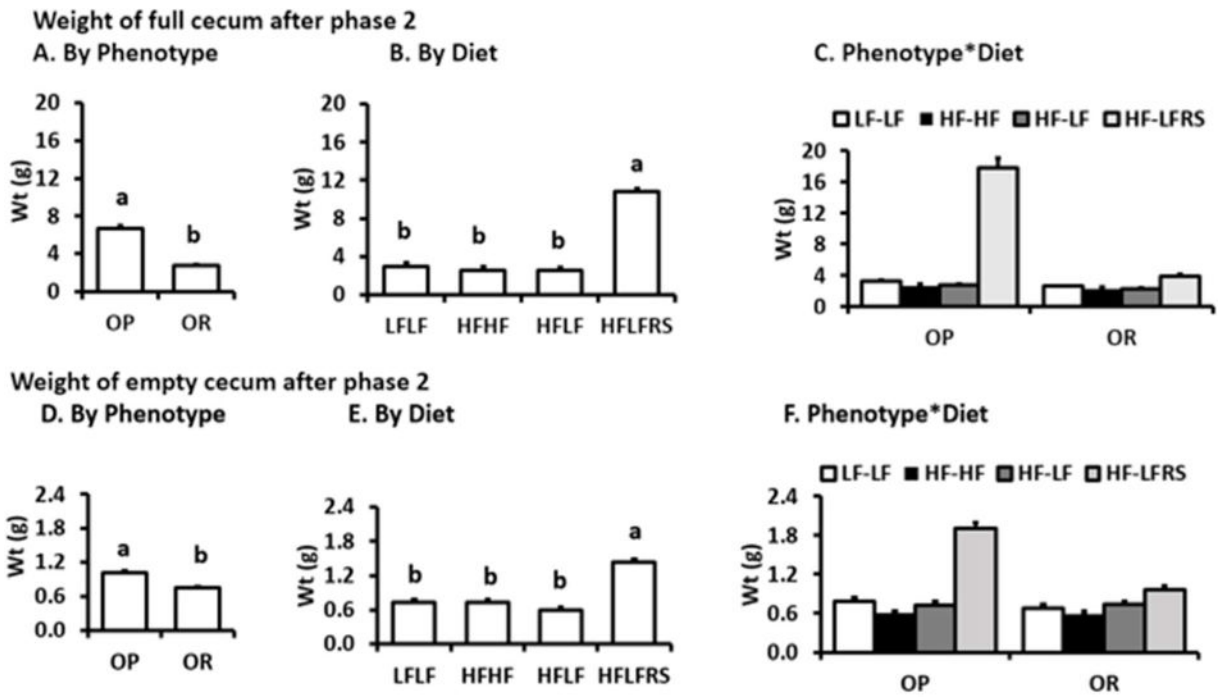 Weight of full cecum after phase 2
A. By Phenotype
B. By Diet
C. Phenotype*Diet
Wt (g)
20
16
12
8
4
0
a
b
OP OR
Wt (g)
20
16
12
8
4
0
b b b a
LFLF HFHF HFLF HFLFRS
LF-LF HF-HF HF-LF HF-LFRS
Wt (g)
20
16
12
8
4
0
OP OR
Weight of empty cecum after phase 2
D. By Phenotype
E. By Diet
F. Phenotype*Diet
Wt (g)
2.4
1.8
1.2
0.6
0.0
a b
OP OR
Wt (g)
2.4
1.8
1.2
0.6
0.0
b b b a
LFLF HFHF HFLF HFLFRS
LF-LF HF-HF HF-LF HF-LFRS
Wt (g)
2.4
1.8
1.2
0.6
0.0
OP OR